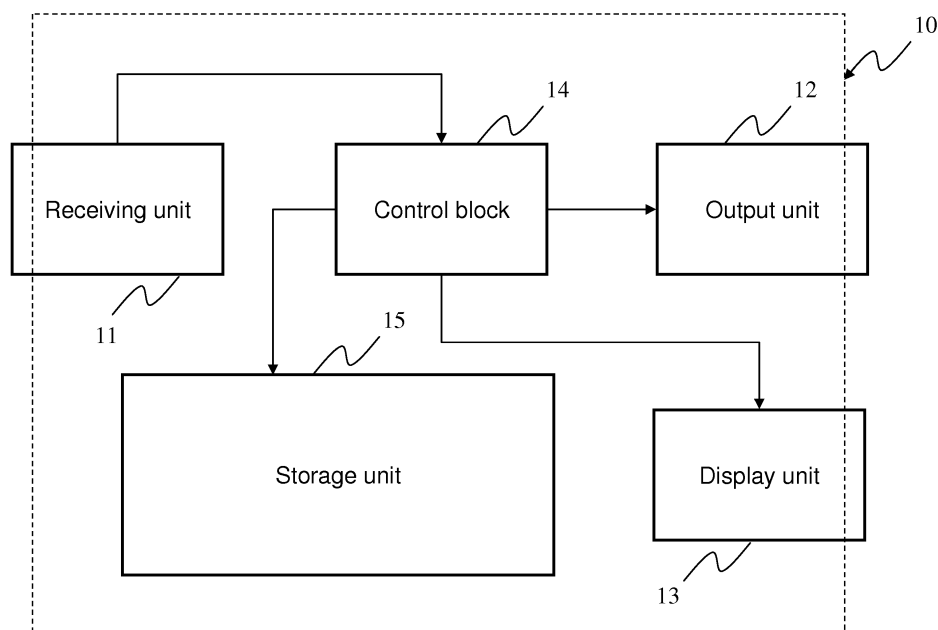 10
14
12
Receiving unit
Control block
Output unit
11
15
Storage unit
Display unit
13